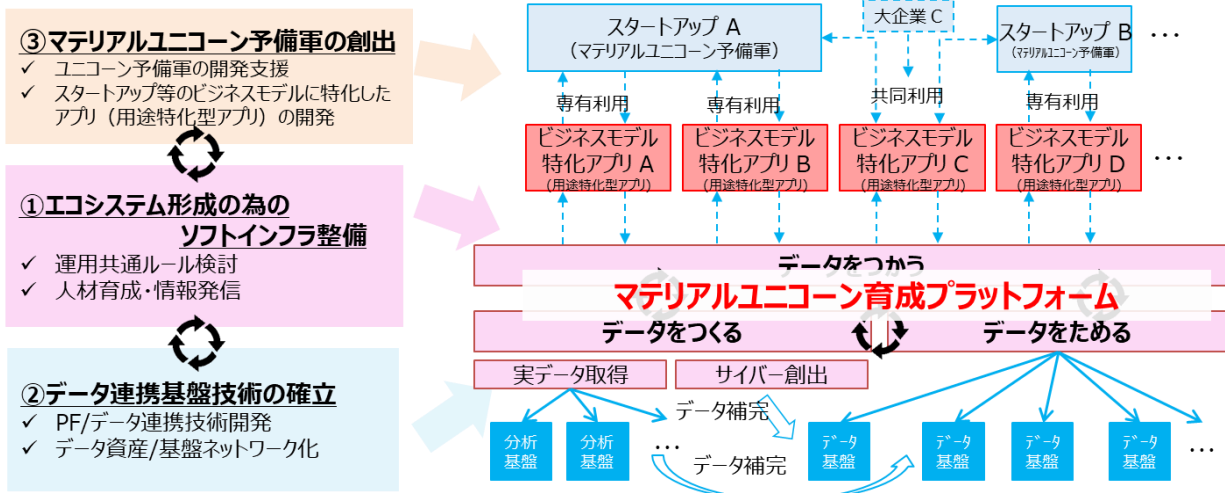 ③マテリアルユニコーン予備軍の創出
✓ ユニコーン予備軍の開発支援
✓ スタートアップ等のビジネスモデルに特化した
アプリ（用途特化型アプリ）の開発
①エコシステム形成の為の
ソフトインフラ整備
✓ 運用共通ルール検討
✓ 人材育成・情報発信
②データ連携基盤技術の確立
✓ PF/データ連携技術開発
✓ データ資産/基盤ネットワーク化
スタートアップ A
（マテリアルユニコーン予備軍）
大企業 C
スタートアップ B
（マテリアルユニコーン予備軍）
…
専有利用
専有利用
共同利用
専有利用
ビジネスモデル
特化アプリ A
（用途特化型アプリ）
ビジネスモデル
特化アプリ B
（用途特化型アプリ）
ビジネスモデル
特化アプリ C
（用途特化型アプリ）
ビジネスモデル
特化アプリ D
（用途特化型アプリ）
…
データをつかう
マテリアルユニコーン育成プラットフォーム
データをつくる
データをためる
実データ取得
サイバー創出
データ補完
分析
基盤
分析
基盤
…
データ補完
データ
基盤
データ
基盤
データ
基盤
データ
基盤
…